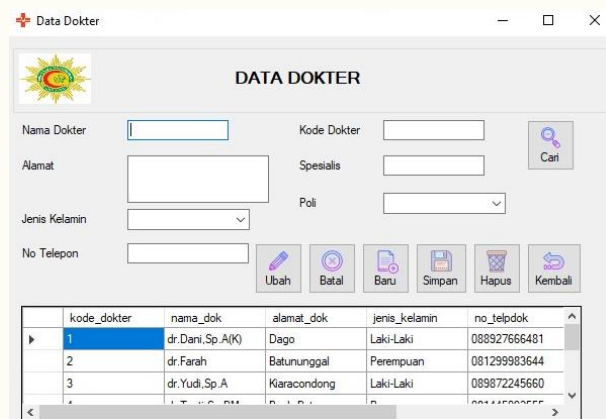 Data Dokter
DATA DOKTER
Nama Dokter
Kode Dokter
Cari
Alamat
Spesialis
Poli
Jenis Kelamin
No Telepon
Ubah Batal Baru Simpan Hapus Kembali
kode_dokter nama_dok alamat_dok jenis_kelamin no_telpdok
1 dr.Dani,Sp.A(K) Dago Laki-Laki 088927666481
2 dr.Farah Batununggal Perempuan 081299983644
3 dr.Yudi,Sp.A Kiaracondong Laki-Laki 089872245660